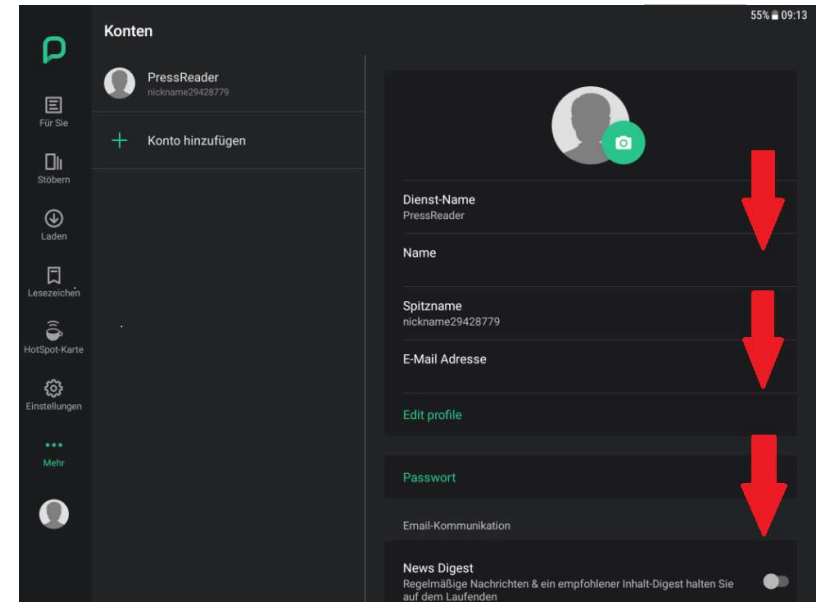 55% 09:13
Konten
PressReader
nickname29428779
Konto hinzufügen
Für Sie
Stöbern
Laden
Lesezeichen
HotSpot-Karte
Einstellungen
Mehr
Dienst-Name
PressReader
Name
Spitzname
nickname29428779
E-Mail Adresse
Edit profile
Passwort
Email-Kommunikation
News Digest
Regelmäßige Nachrichten & ein empfohlener Inhalt-Digest halten Sie
auf dem Laufenden